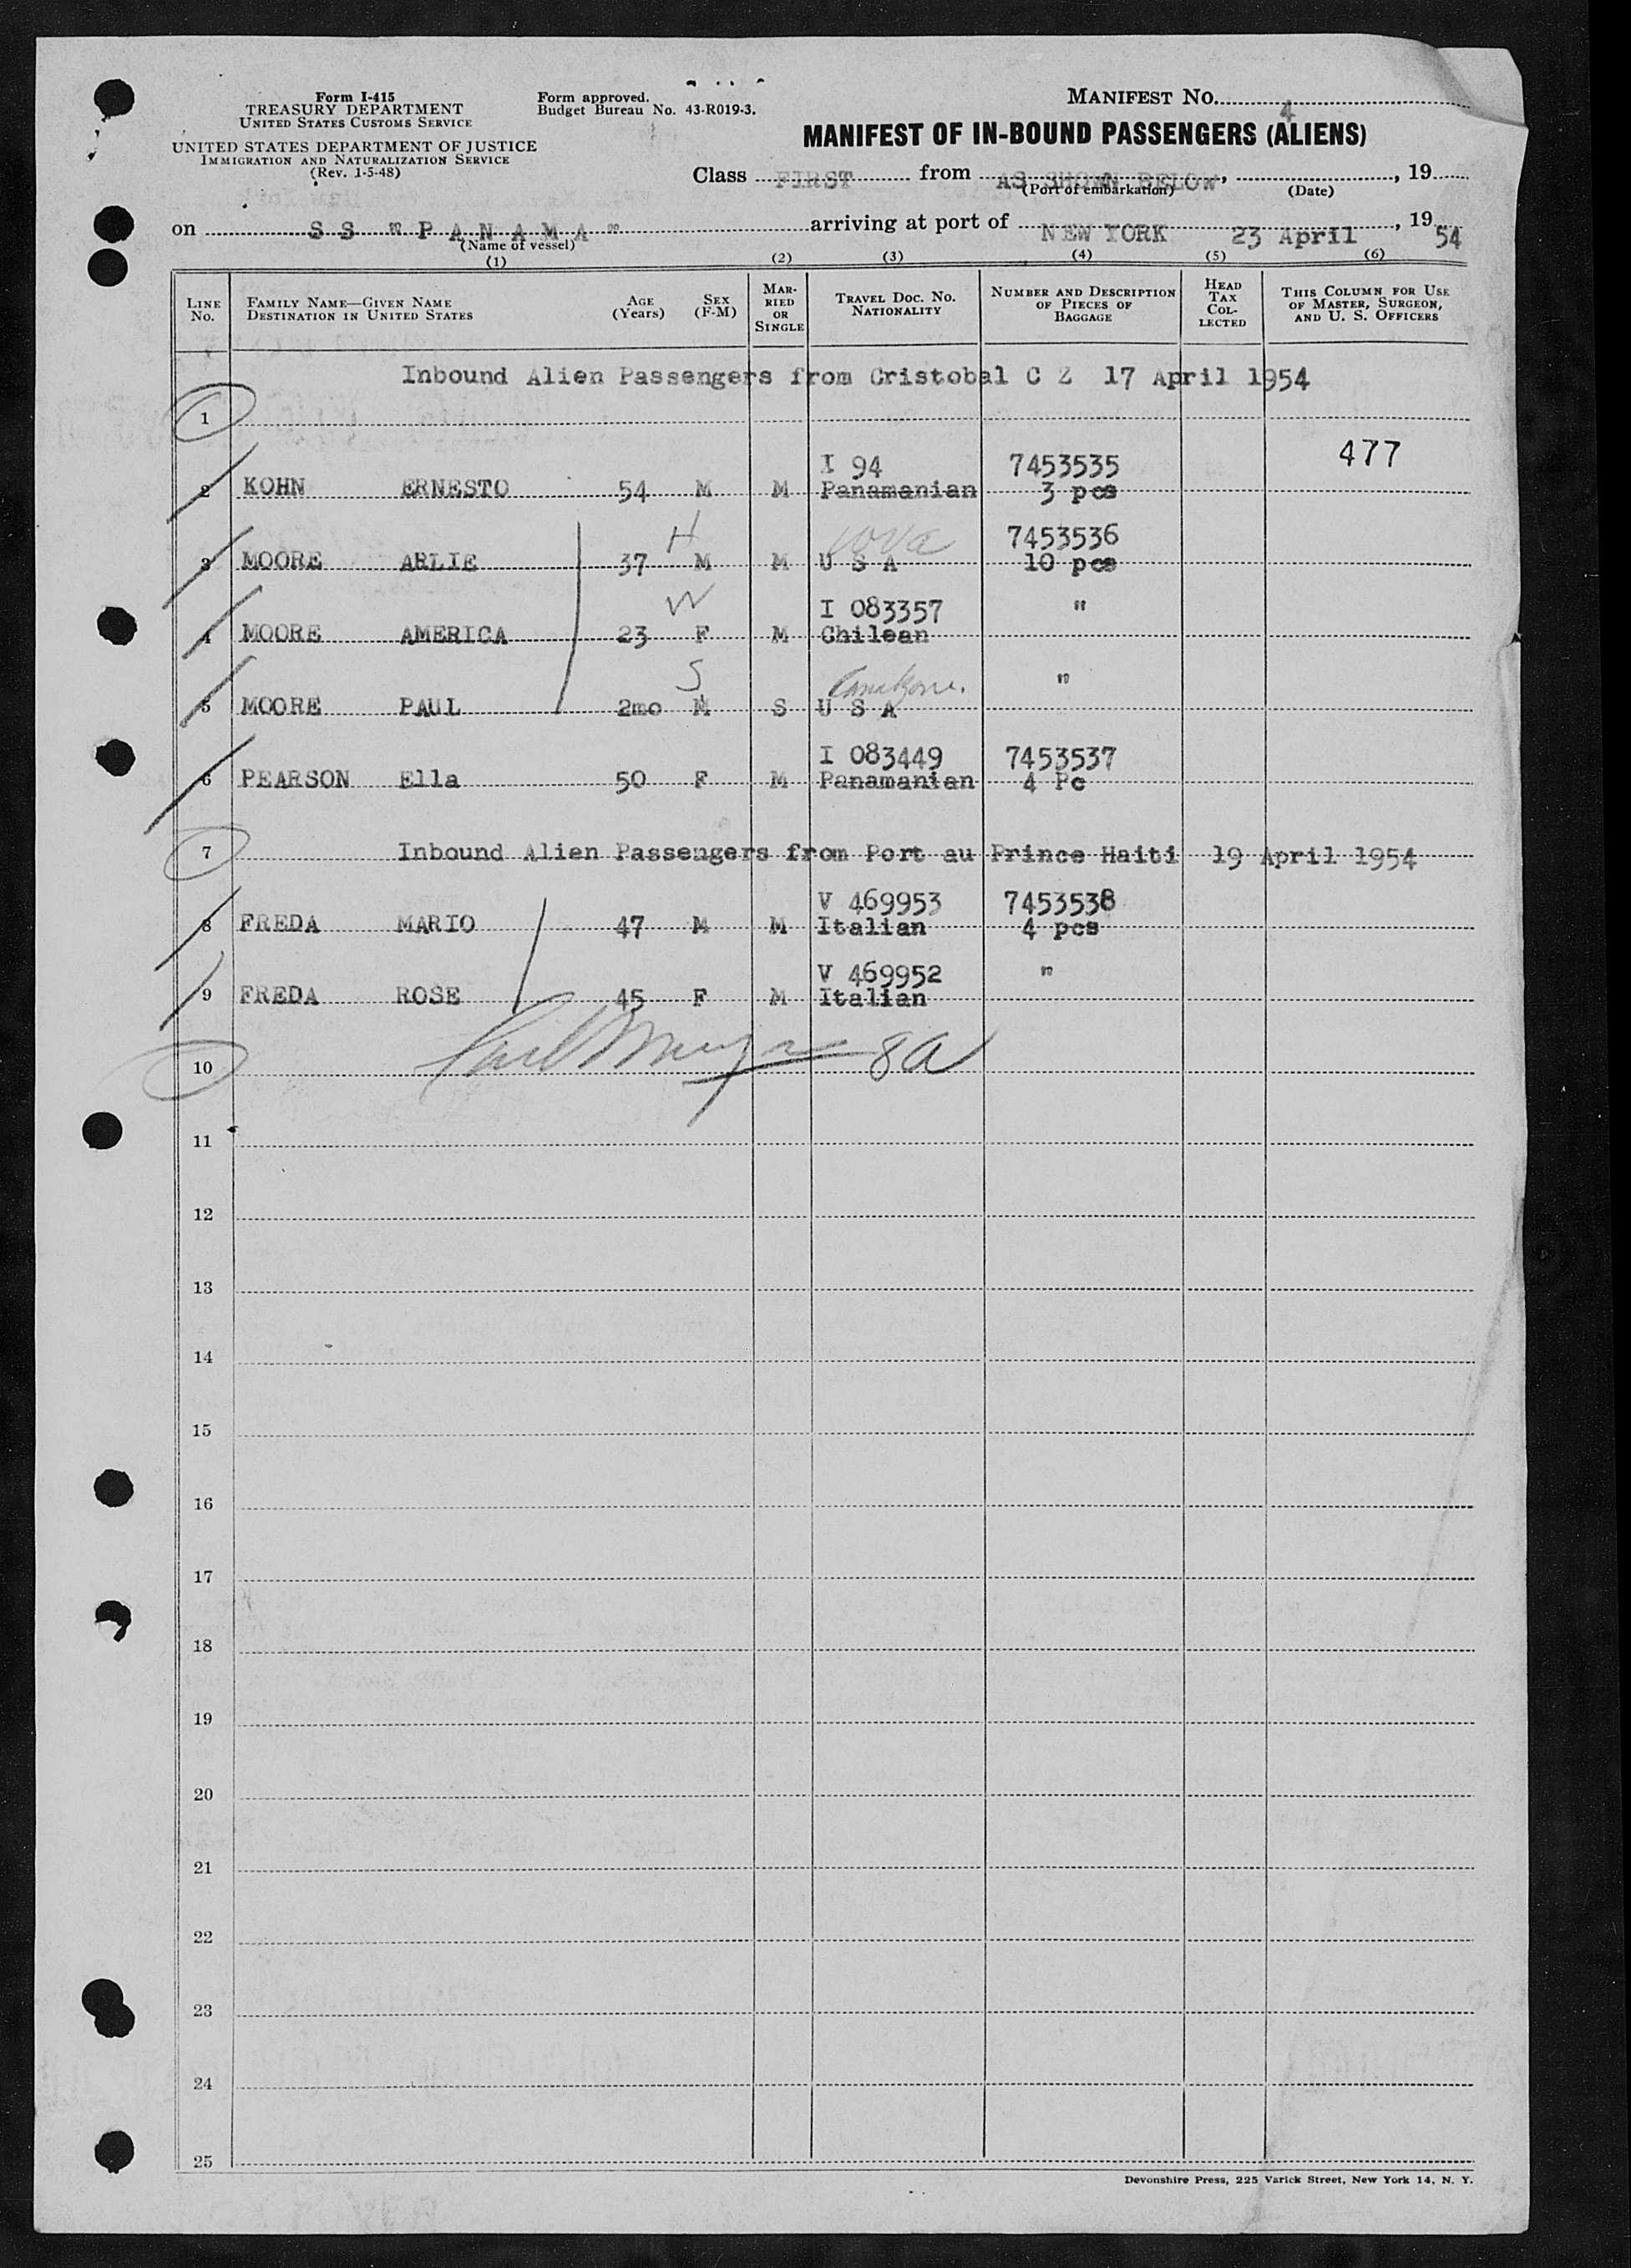 Form I-415
TREASURY DEPARTMENT
UNITED STATES CUSTOMS SERVICE
UNITED STATES DEPARTMENT OF JUSTICE
IMMIGRATION AND NATURALIZATION SERVICE
(Rev. 1-5-48)
Form approved.
Budget Bureau No. 43-R019-3.
MANIFEST No. 4
MANIFEST OF IN-BOUND PASSENGERS (ALIENS)
Class FIRST from AS SHOWN BELOW, , 19
(Port of embarkation) (Date)
on SS "PANAMA" arriving at port of NEW YORK 23 April, 19 54
(Name of vessel)
(1) (2) (3) (4) (5) (6)
LINE No. FAMILY NAME—GIVEN NAME DESTINATION IN UNITED STATES AGE (Years) SEX (F-M) MARRIED OR SINGLE TRAVEL DOC. No. NATIONALITY NUMBER AND DESCRIPTION OF PIECES OF BAGGAGE HEAD TAX COLLECTED THIS COLUMN FOR USE OF MASTER, SURGEON, AND U. S. OFFICERS
Inbound Alien Passengers from Cristobal C Z 17 April 1954
1
I 94 7453535 477
2 KOHN ERNESTO 54 M M Panamanian 3 pcs
H Iowa 7453536
3 MOORE ARLIE 37 M M U S A 10 pcs
W I 083357 "
4 MOORE AMERICA 23 F M Chilean
S "
5 MOORE PAUL 2mo M S U S A
I 083449 7453537
6 PEARSON Ella 50 F M Panamanian 4 Pc
7 Inbound Alien Passengers from Port au Prince Haiti 19 April 1954
V 469953 7453538
8 FREDA MARIO 47 M M Italian 4 pcs
V 469952 "
9 FREDA ROSE 45 F M Italian
10 8A
11
12
13
14
15
16
17
18
19
20
21
22
23
24
25
Devonshire Press, 225 Varick Street, New York 14, N. Y.